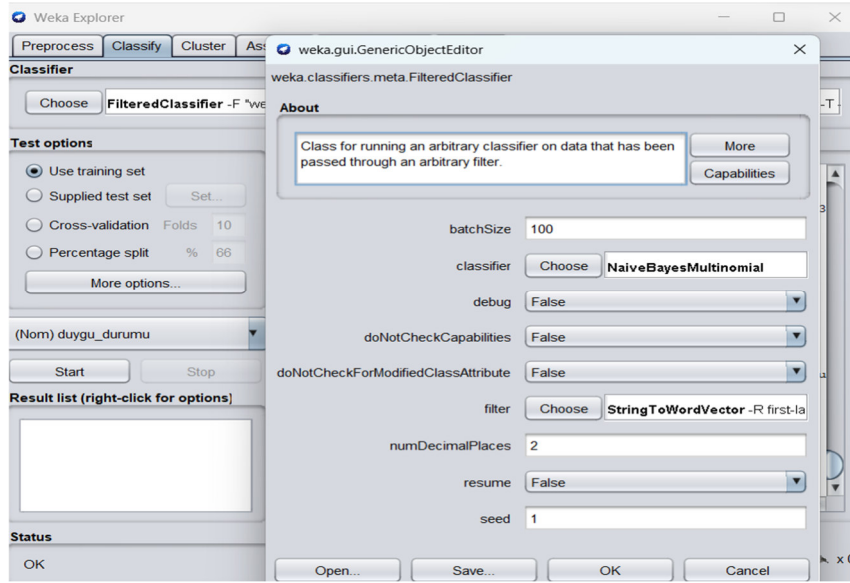 Weka Explorer
Preprocess Classify Cluster Ass
Classifier
Choose FilteredClassifier -F "we
-T -
Test options
Use training set
Supplied test set Set...
Cross-validation Folds 10
Percentage split % 66
More options...
(Nom) duygu_durumu
Start Stop
Result list (right-click for options)
Status
OK
x 0
weka.gui.GenericObjectEditor
weka.classifiers.meta.FilteredClassifier
About
Class for running an arbitrary classifier on data that has been
passed through an arbitrary filter.
More
Capabilities
batchSize 100
classifier Choose NaiveBayesMultinomial
debug False
doNotCheckCapabilities False
doNotCheckForModifiedClassAttribute False
filter Choose StringToWordVector -R first-la
numDecimalPlaces 2
resume False
seed 1
Open... Save... OK Cancel